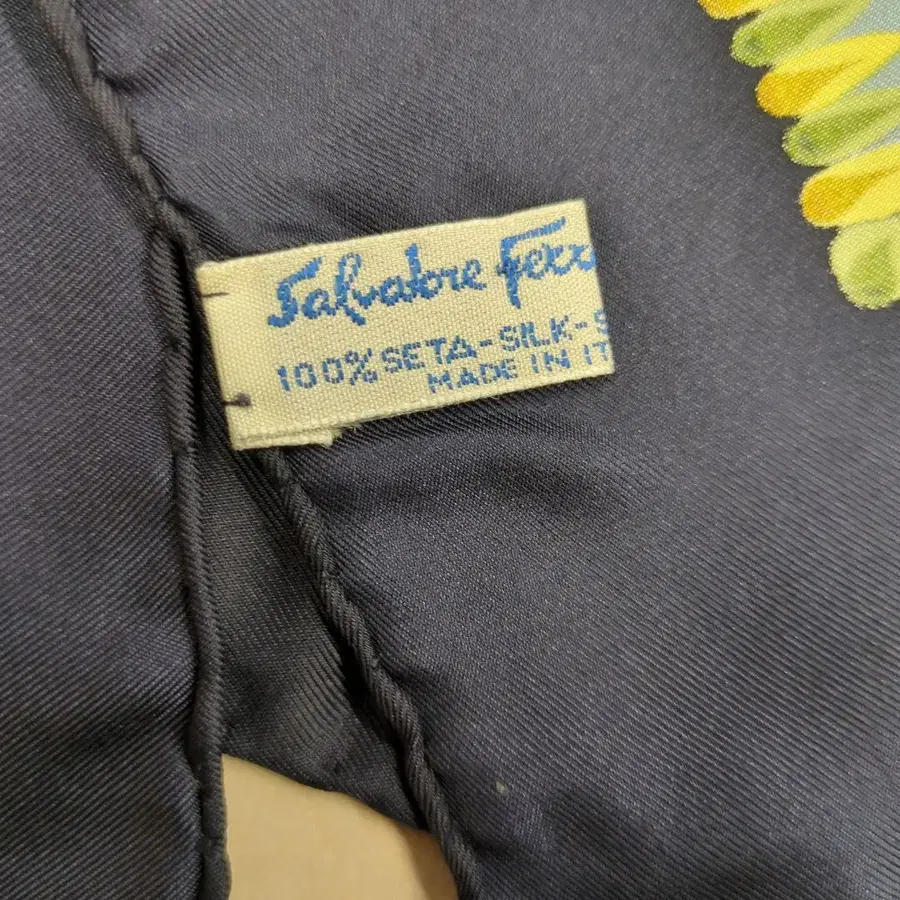 Salvatore Ferr
100% SETA-SILK-S
MADE IN IT